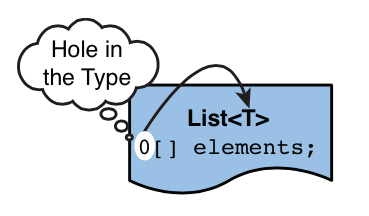 Hole in
the Type
List<T>
0[] elements;